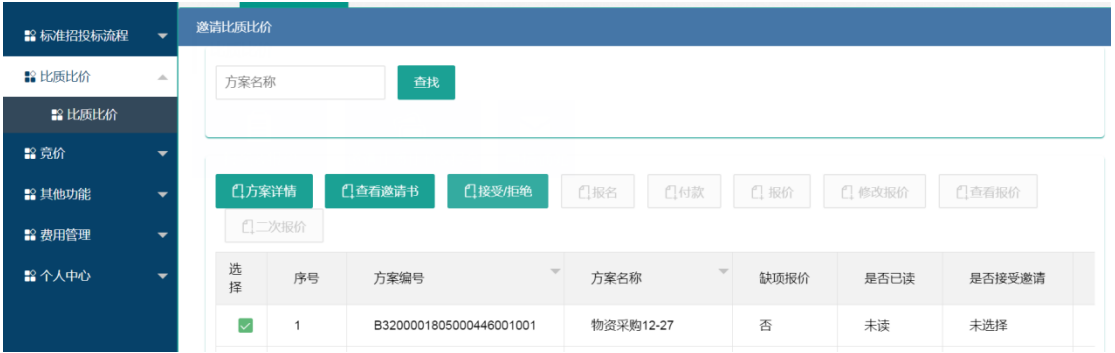 标准招投标流程
比质比价
比质比价
竞价
其他功能
费用管理
个人中心
邀请比质比价
方案名称
查找
方案详情 查看邀请书 接受/拒绝 报名 付款 报价 修改报价 查看报价
二次报价
选择 序号 方案编号 方案名称 缺项报价 是否已读 是否接受邀请
1 B3200001805000446001001 物资采购12-27 否 未读 未选择